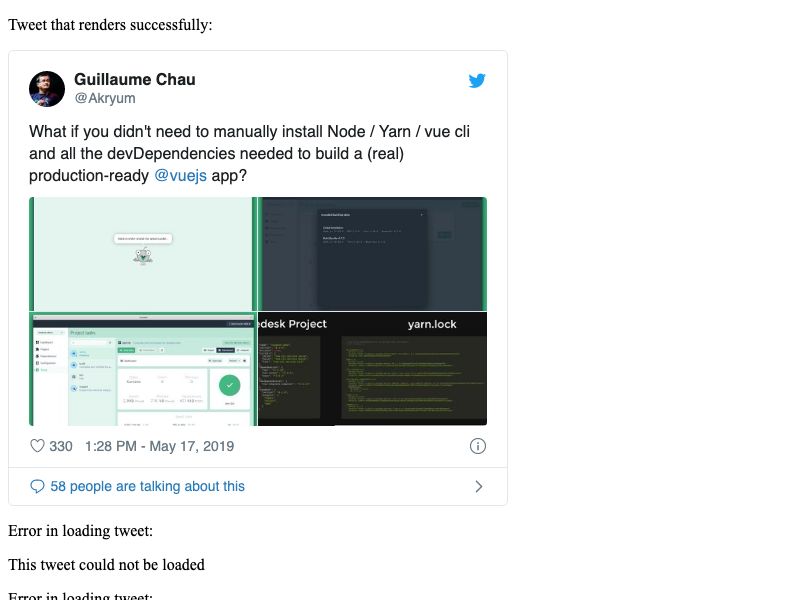 Tweet that renders successfully:
Guillaume Chau
@Akryum
What if you didn't need to manually install Node / Yarn / vue cli
and all the devDependencies needed to build a (real)
production-ready @vuejs app?
Project tasks
edesk Project
yarn.lock
330 1:28 PM - May 17, 2019
58 people are talking about this
Error in loading tweet:
This tweet could not be loaded
Error in loading tweet: